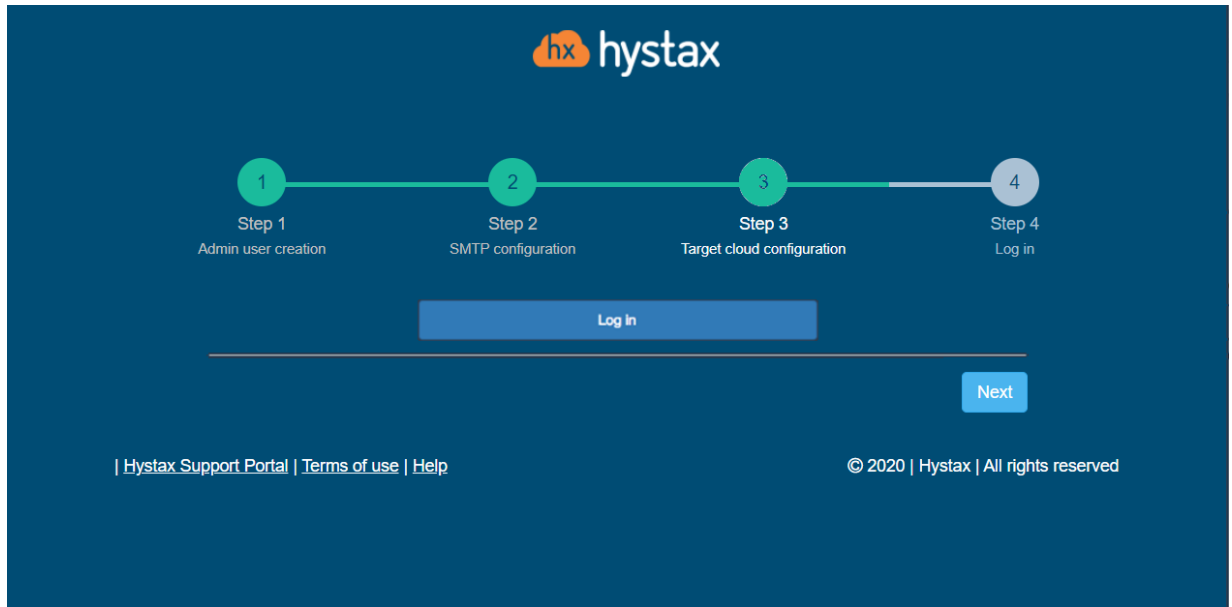 hx hystax
1 2 3 4
Step 1 Step 2 Step 3 Step 4
Admin user creation SMTP configuration Target cloud configuration Log in
Log in
Next
| Hystax Support Portal | Terms of use | Help © 2020 | Hystax | All rights reserved